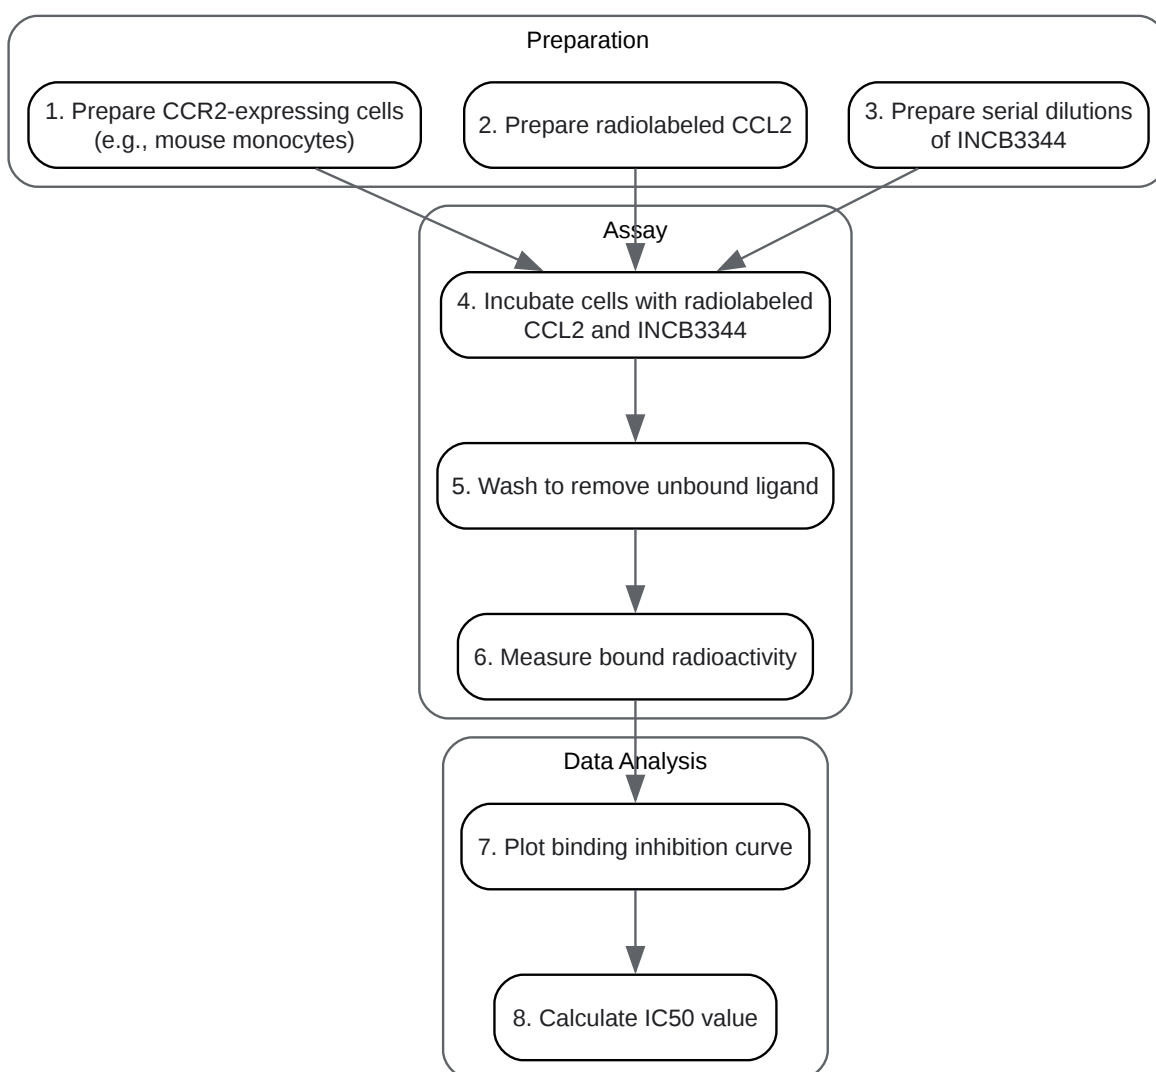 Preparation
1. Prepare CCR2-expressing cells
(e.g., mouse monocytes)
2. Prepare radiolabeled CCL2
3. Prepare serial dilutions
of INCB3344
Assay
4. Incubate cells with radiolabeled
CCL2 and INCB3344
5. Wash to remove unbound ligand
6. Measure bound radioactivity
Data Analysis
7. Plot binding inhibition curve
8. Calculate IC50 value